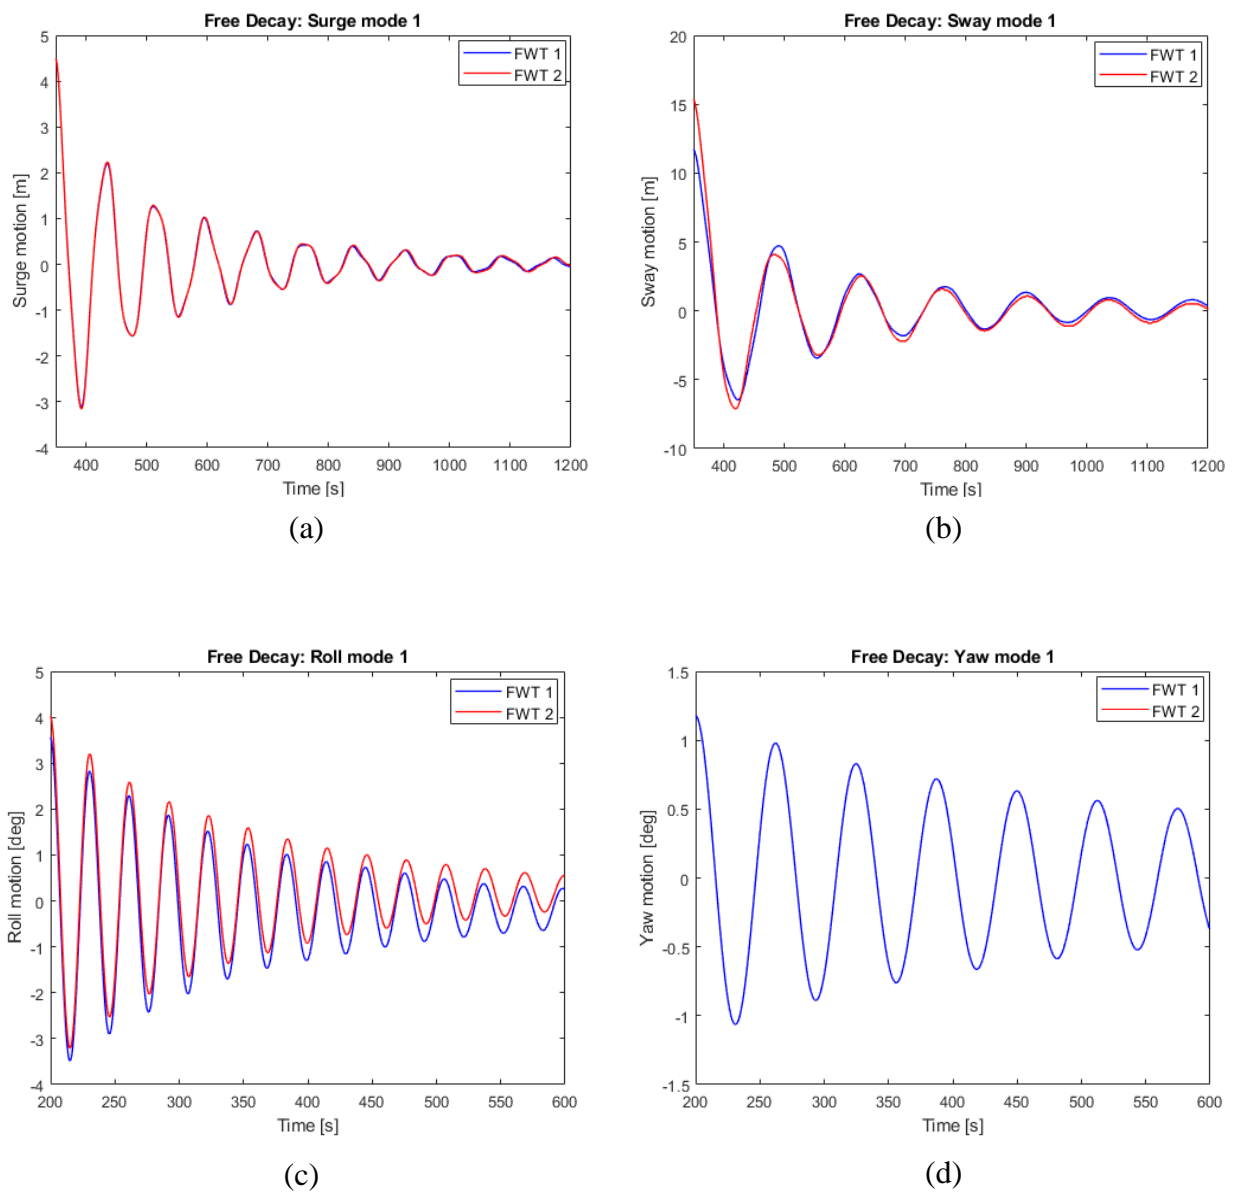 Free Decay: Surge mode 1
5
4
3
2
1
0
-1
-2
-3
-4
Surge motion [m]
FWT 1
FWT 2
400 500 600 700 800 900 1000 1100 1200
Time [s]
(a)
Free Decay: Sway mode 1
20
15
10
5
0
-5
-10
Sway motion [m]
FWT 1
FWT 2
400 500 600 700 800 900 1000 1100 1200
Time [s]
(b)
Free Decay: Roll mode 1
5
4
3
2
1
0
-1
-2
-3
-4
Roll motion [deg]
FWT 1
FWT 2
200 250 300 350 400 450 500 550 600
Time [s]
(c)
Free Decay: Yaw mode 1
1.5
1
0.5
0
-0.5
-1
-1.5
Yaw motion [deg]
FWT 1
FWT 2
200 250 300 350 400 450 500 550 600
Time [s]
(d)